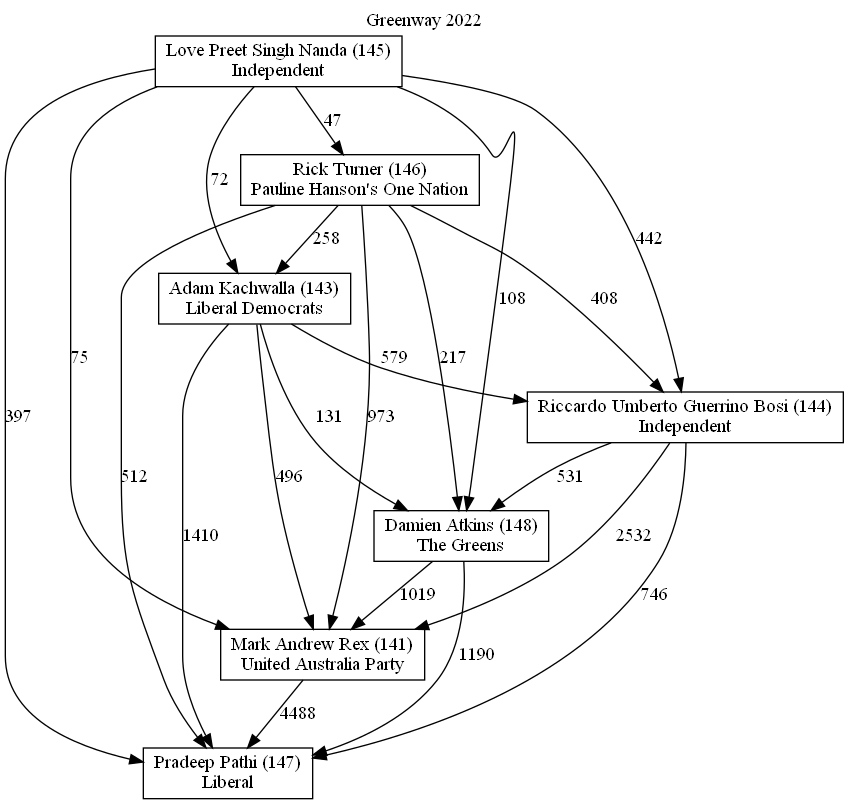 Greenway 2022
Love Preet Singh Nanda (145)
Independent
47
Rick Turner (146)
Pauline Hanson's One Nation
72
258
442
108
408
Adam Kachwalla (143)
Liberal Democrats
75
579
217
397
131
973
Riccardo Umberto Guerrino Bosi (144)
Independent
512
496
531
Damien Atkins (148)
The Greens
1410
2532
1019
746
Mark Andrew Rex (141)
United Australia Party
1190
4488
Pradeep Pathi (147)
Liberal